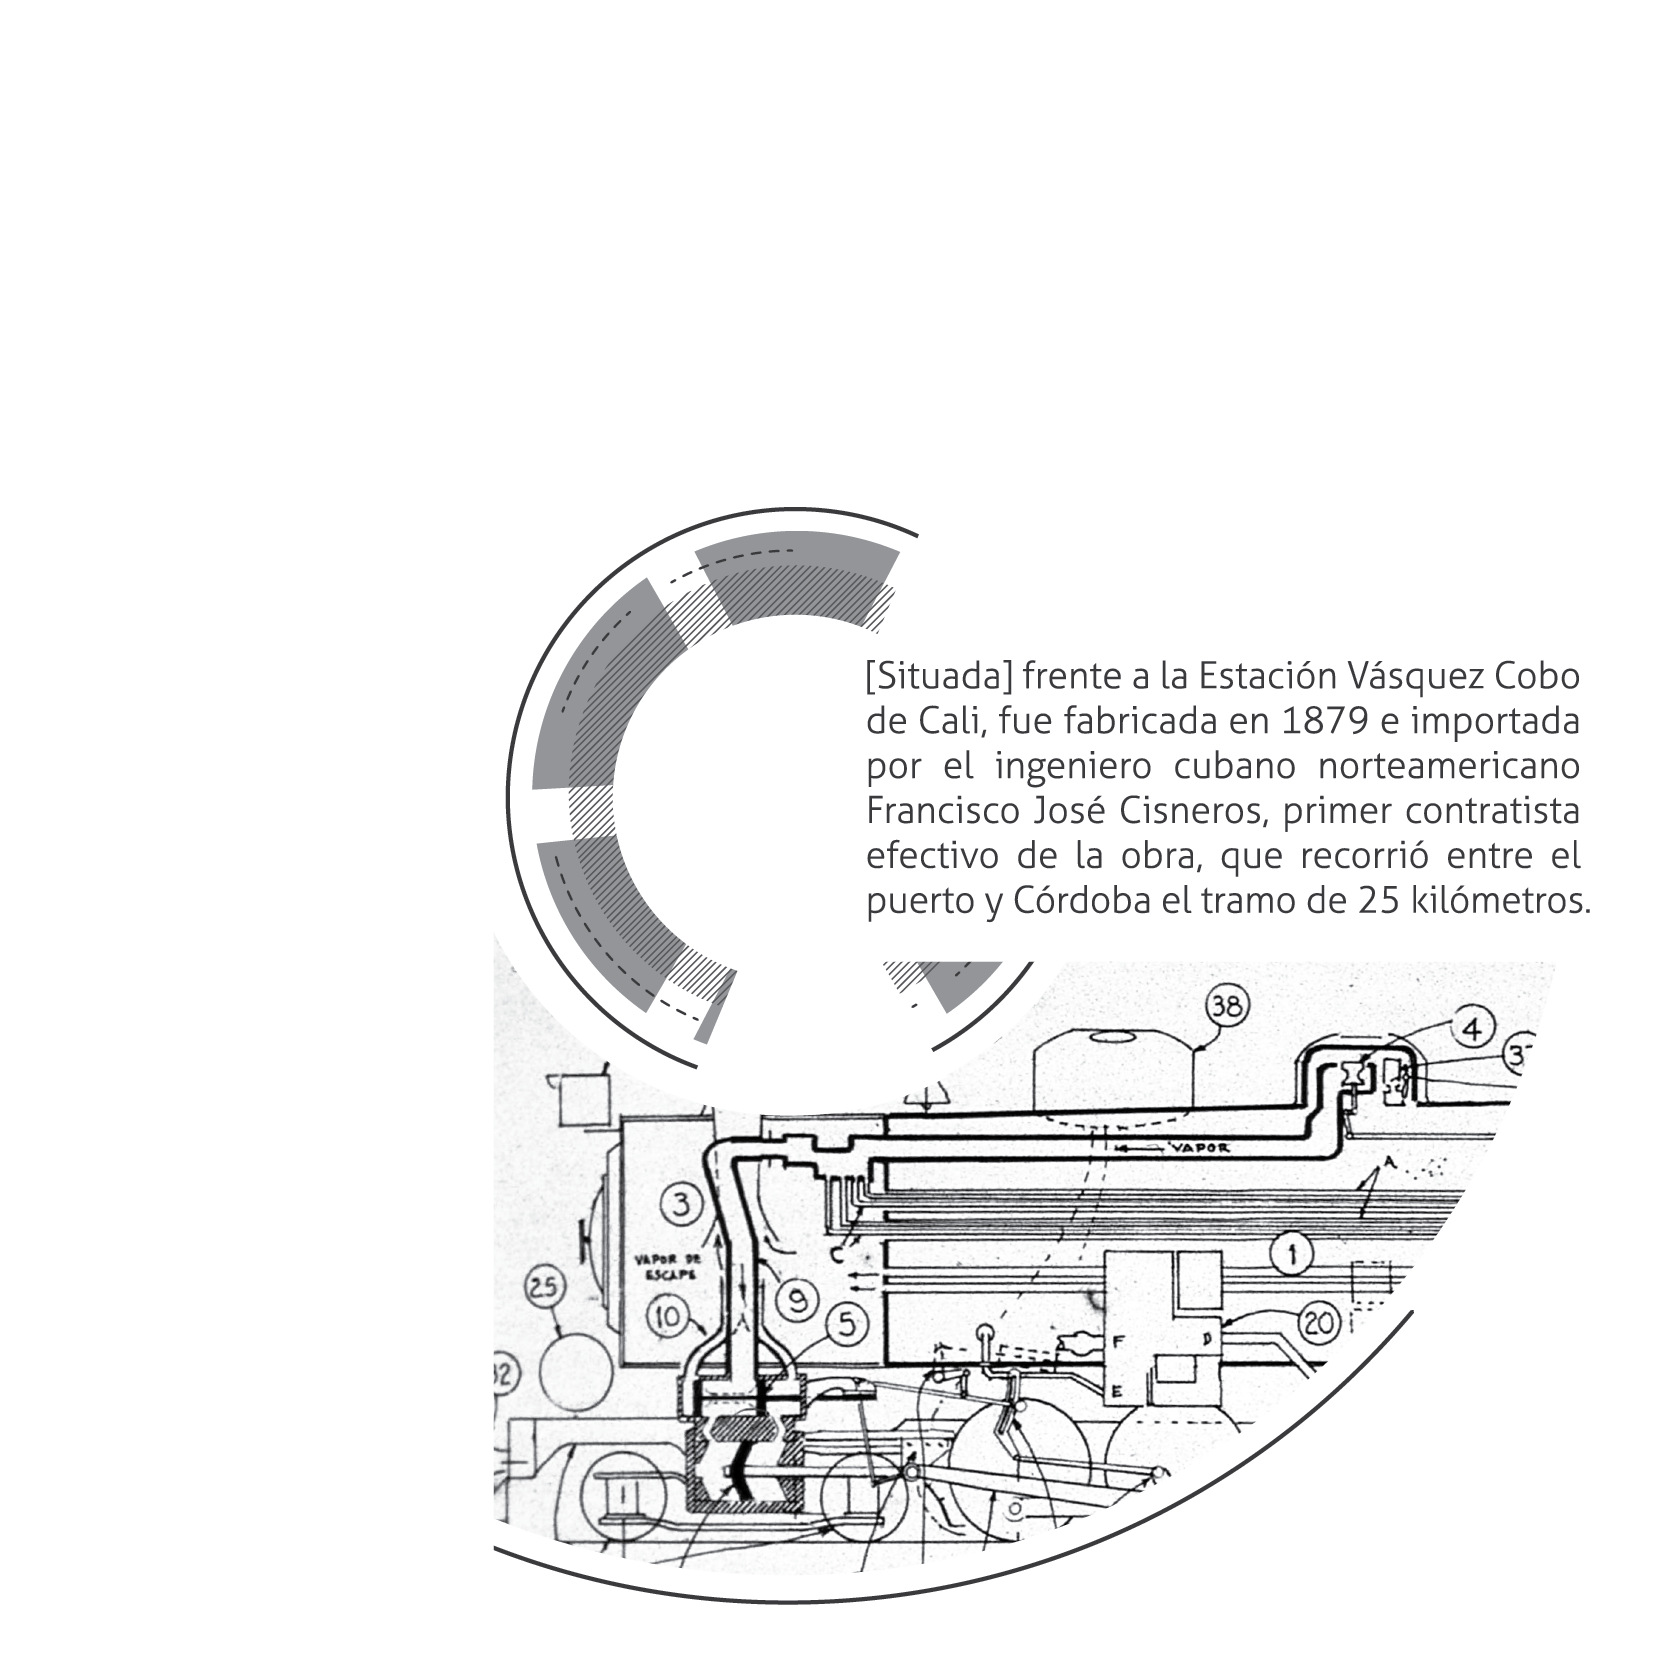 [Situada] frente a la Estación Vásquez Cobo
de Cali, fue fabricada en 1879 e importada
por el ingeniero cubano norteamericano
Francisco José Cisneros, primer contratista
efectivo de la obra, que recorrió entre el
puerto y Córdoba el tramo de 25 kilómetros.
38
4
VAPOR
A
3
C
VAPOR DE
ESCAPE
1
25
9
10
5
20
F
D
E